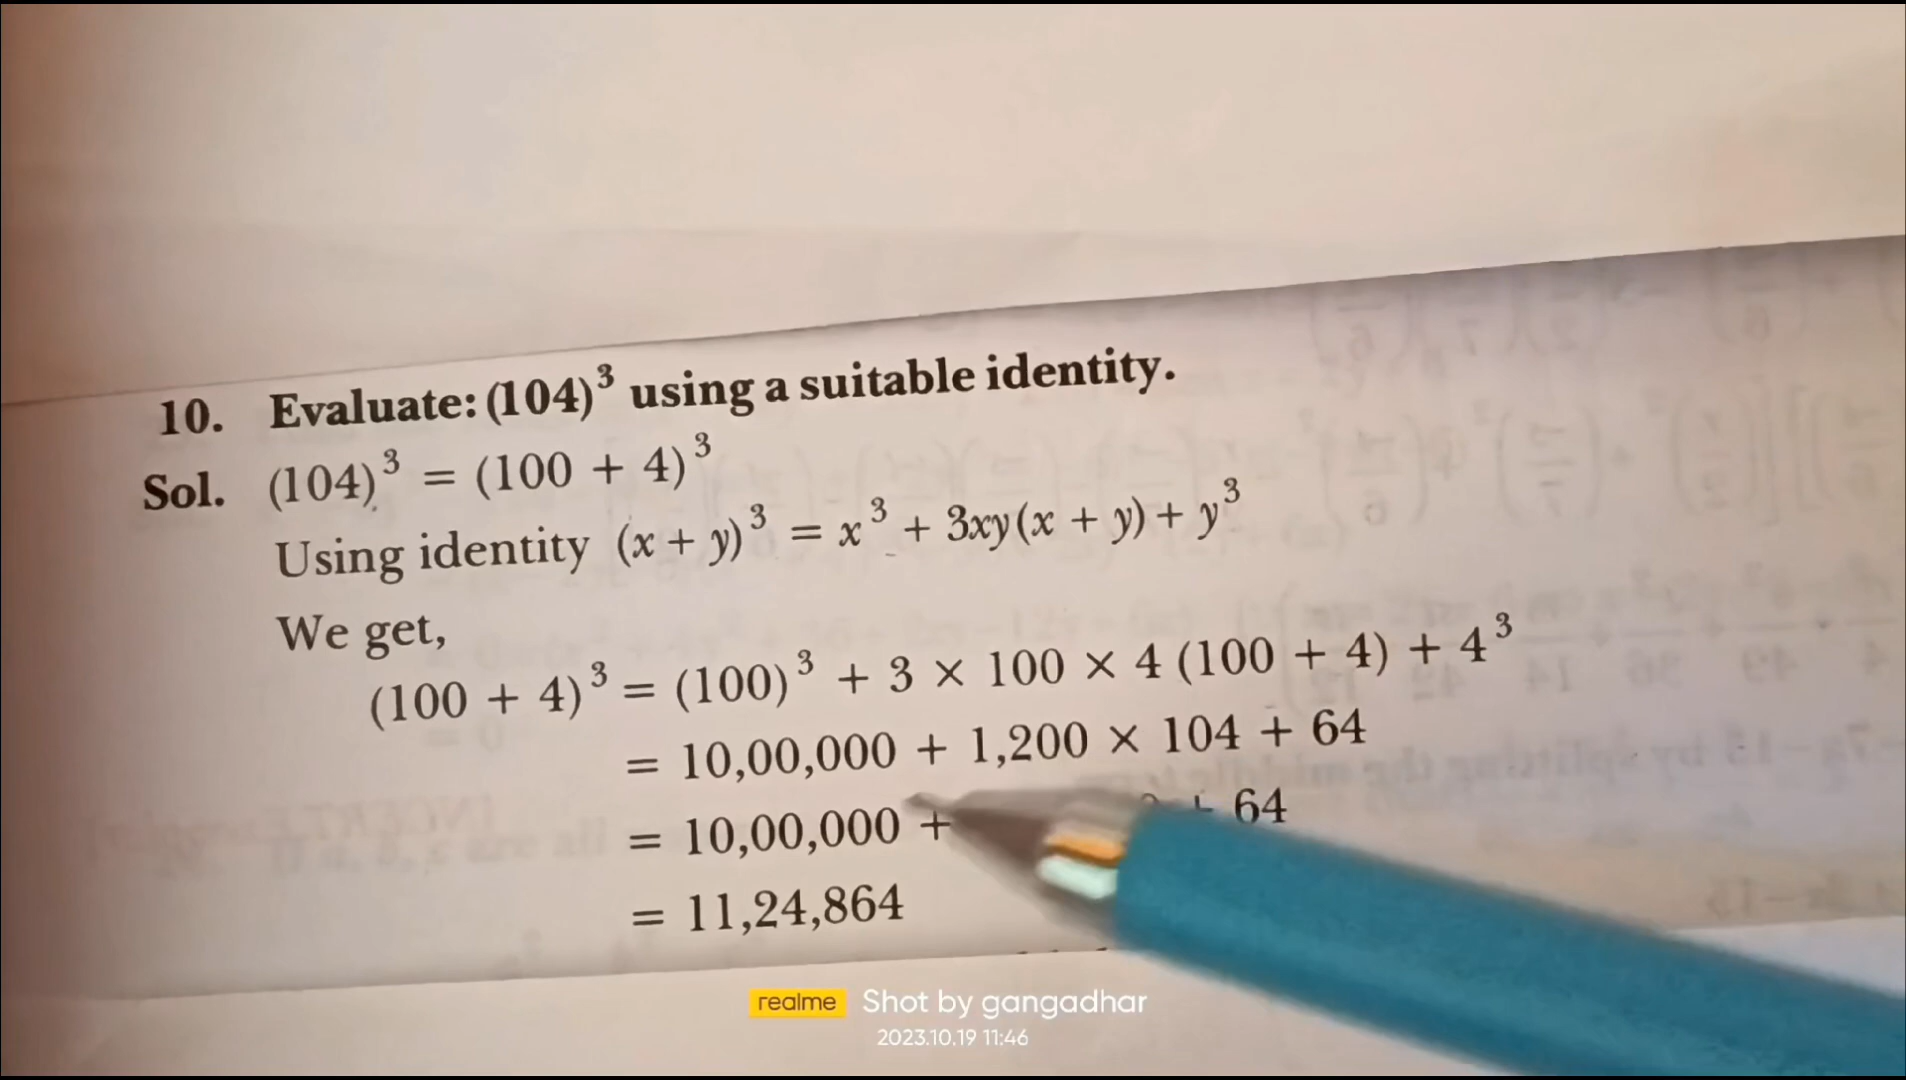 10. Evaluate: (104)³ using a suitable identity.
Sol. (104)³ = (100 + 4)³
Using identity (x + y)³ = x³ + 3xy(x + y) + y³
We get,
(100 + 4)³ = (100)³ + 3 × 100 × 4 (100 + 4) + 4³
= 10,00,000 + 1,200 × 104 + 64
= 10,00,000 + + 64
= 11,24,864
realme Shot by gangadhar
2023.10.19 11:46